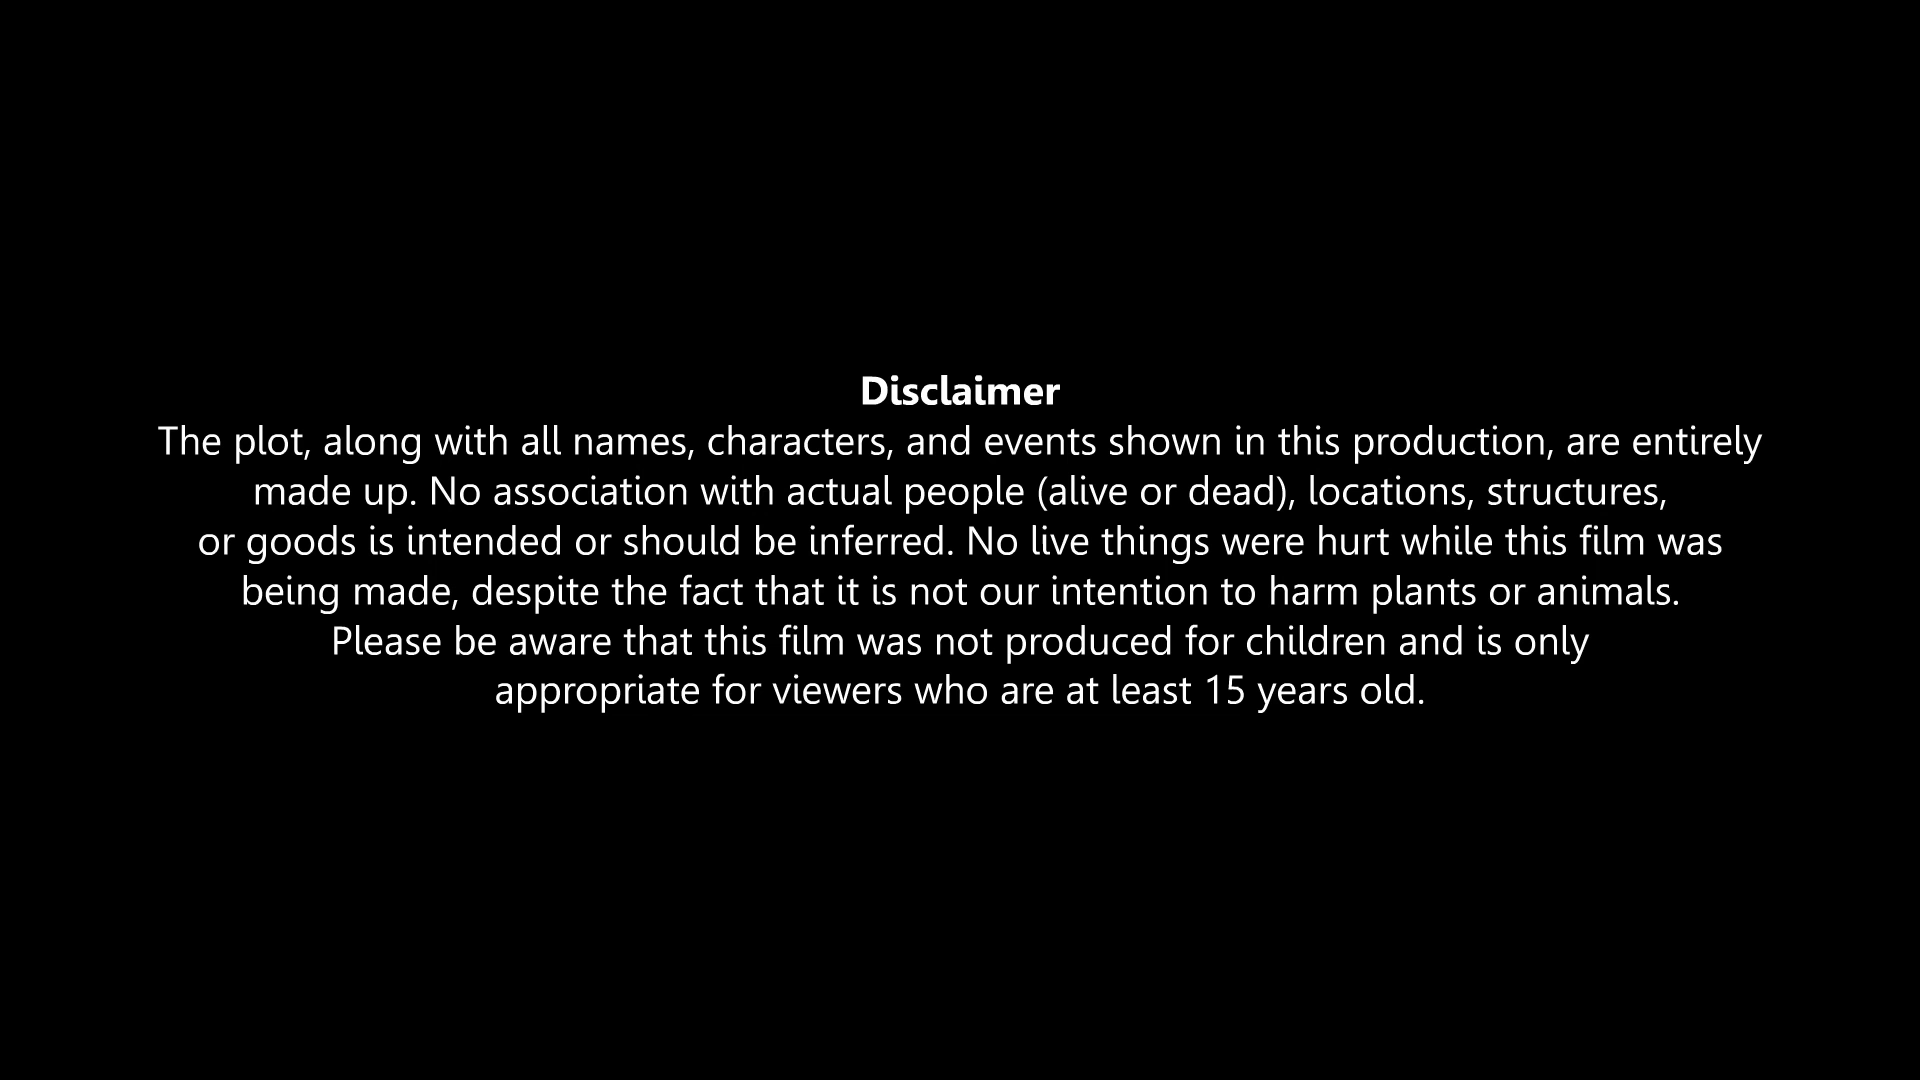 Disclaimer
The plot, along with all names, characters, and events shown in this production, are entirely
made up. No association with actual people (alive or dead), locations, structures,
or goods is intended or should be inferred. No live things were hurt while this film was
being made, despite the fact that it is not our intention to harm plants or animals.
Please be aware that this film was not produced for children and is only
appropriate for viewers who are at least 15 years old.